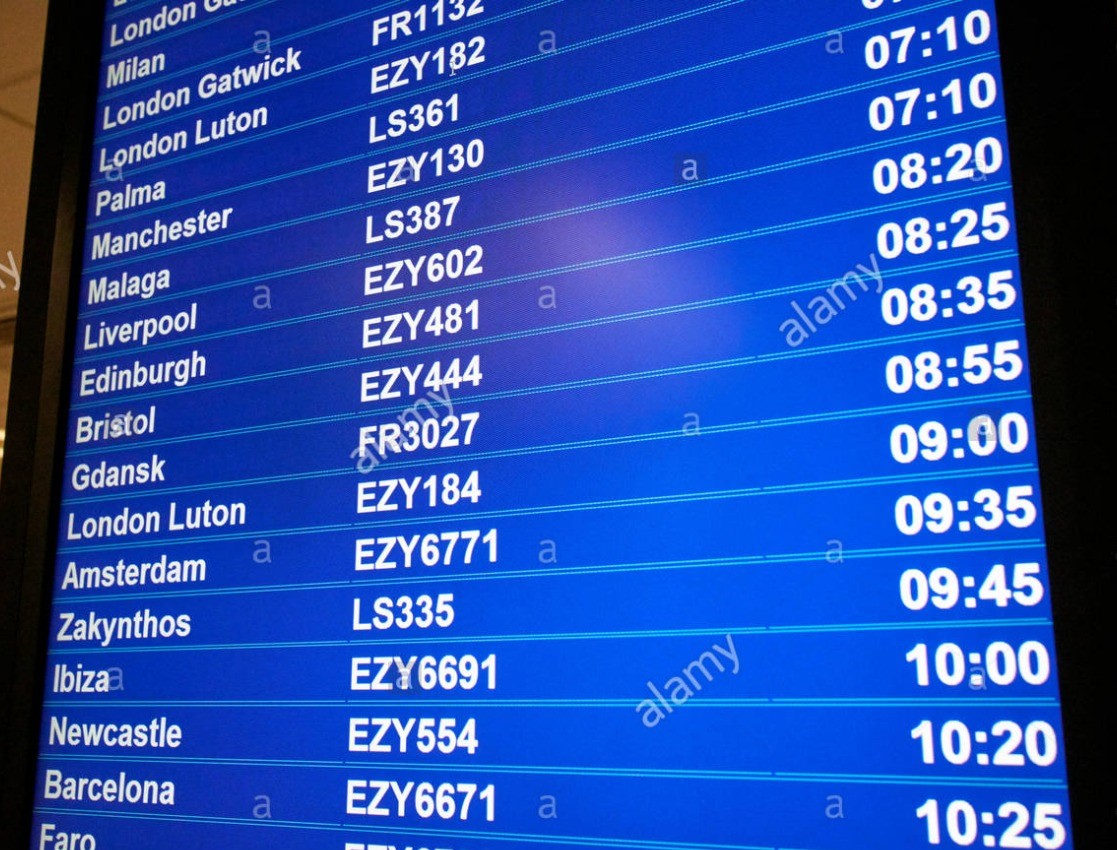 London
Milan
London Gatwick FR1132
London Luton EZY182
Palma LS361
Manchester EZY130 07:10
Malaga LS387 07:10
Liverpool EZY602 08:20
Edinburgh EZY481 08:25
Bristol EZY444 08:35
Gdansk FR3027 08:55
London Luton EZY184 09:00
Amsterdam EZY6771 09:35
Zakynthos LS335 09:45
Ibiza EZY6691 10:00
Newcastle EZY554 10:20
Barcelona EZY6671 10:25
Faro
alamy
alamy
alamy